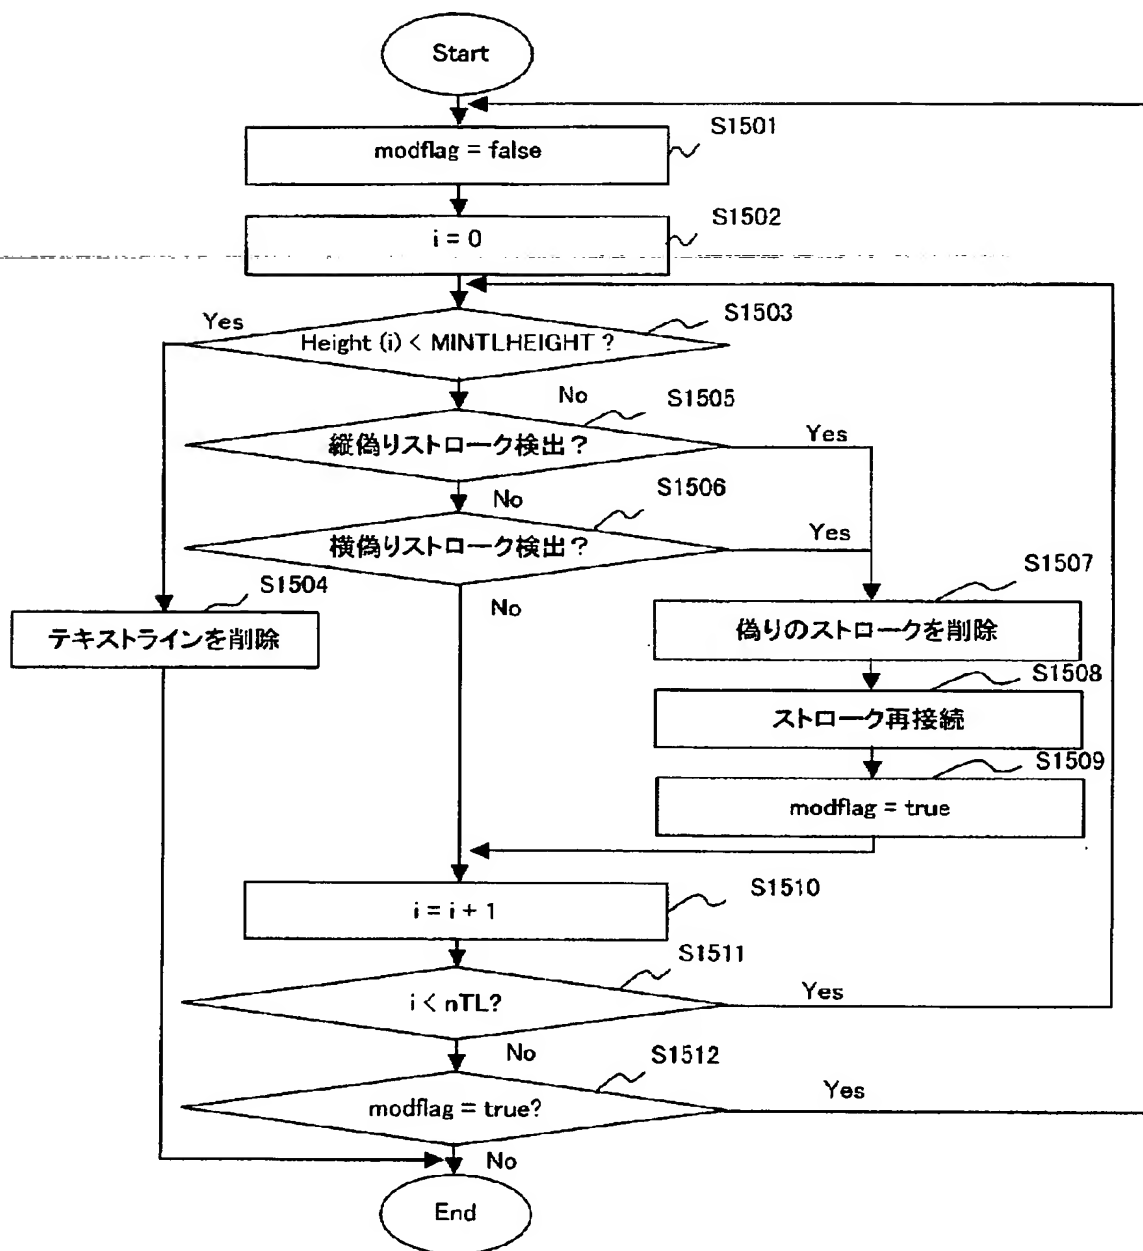 Start
S1501
modflag = false
S1502
i = 0
S1503
Yes
Height (i) < MINTLHEIGHT ?
No
S1505
縦偽りストローク検出？
Yes
No
S1506
横偽りストローク検出？
Yes
S1504
No
S1507
テキストラインを削除
偽りのストロークを削除
S1508
ストローク再接続
S1509
modflag = true
S1510
i = i + 1
S1511
i < nTL?
Yes
No
S1512
modflag = true?
Yes
No
End